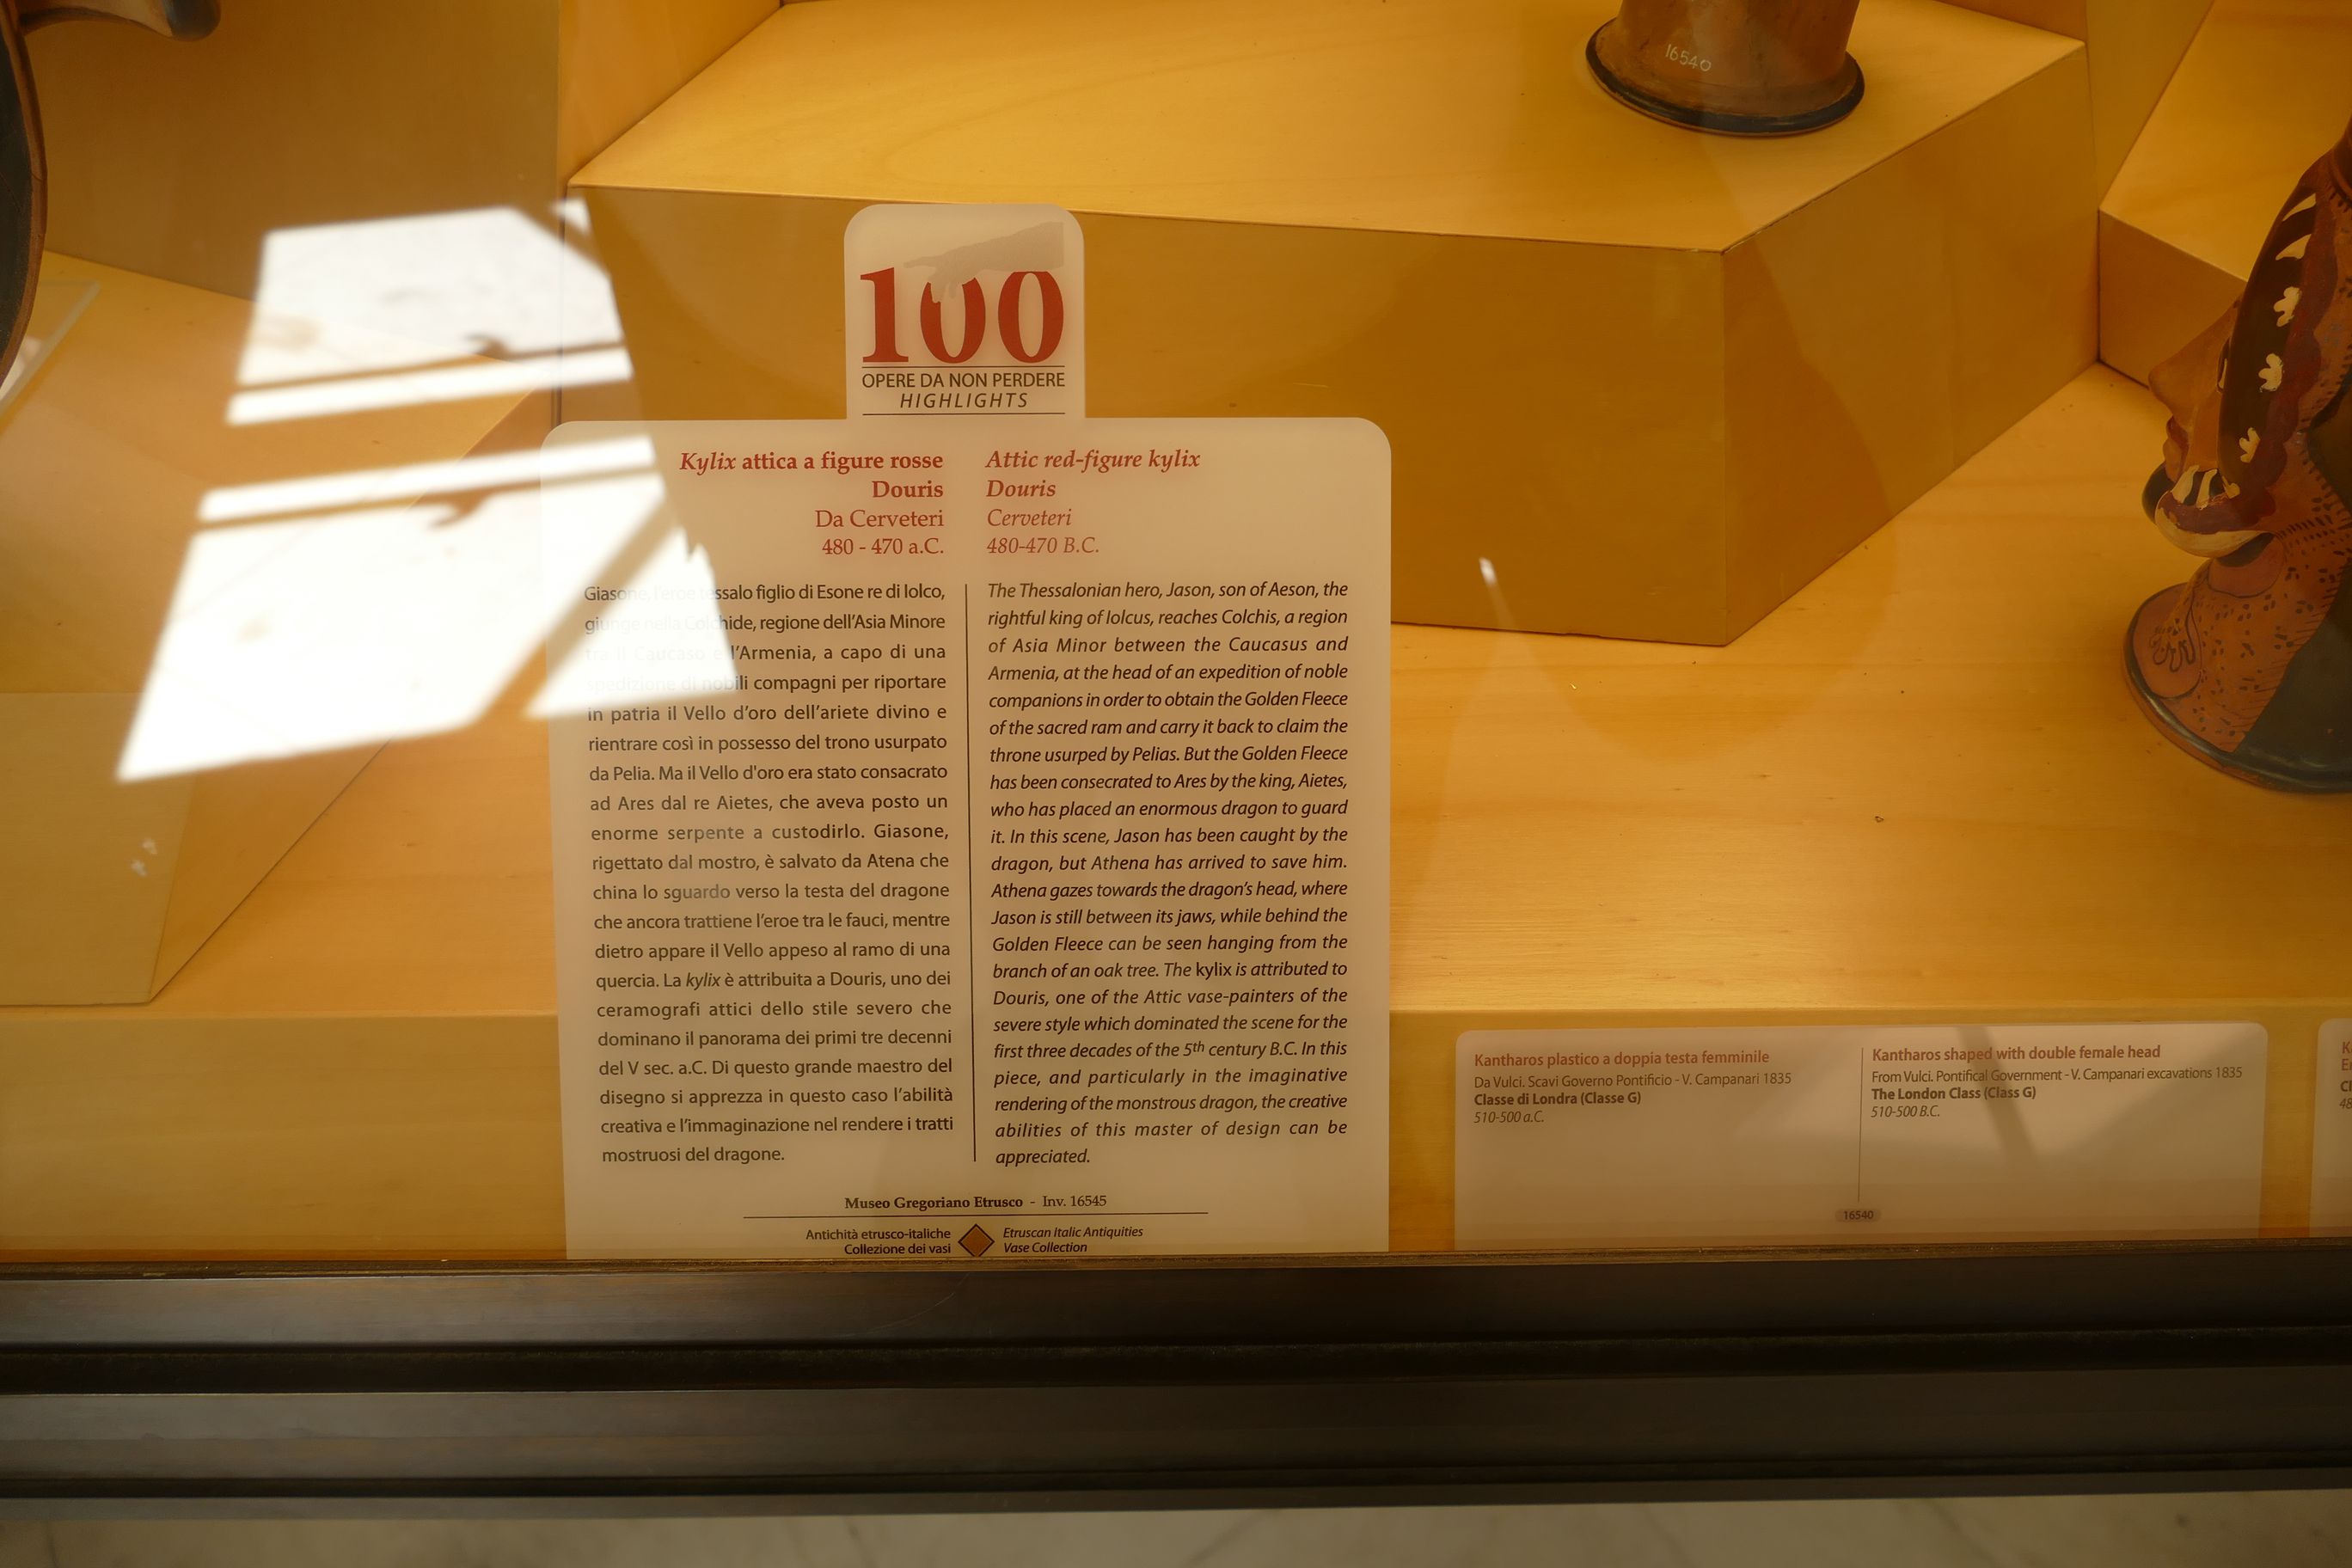 16540
100
OPERE DA NON PERDERE
HIGHLIGHTS
Kylix attica a figure rosse
Douris
Da Cerveteri
480 - 470 a.C.
Giasone, l'eroe tessalo figlio di Esone re di Iolco,
giunge nella Colchide, regione dell'Asia Minore
tra il Caucaso e l'Armenia, a capo di una
spedizione di nobili compagni per riportare
in patria il Vello d'oro dell'ariete divino e
rientrare così in possesso del trono usurpato
da Pelia. Ma il Vello d'oro era stato consacrato
ad Ares dal re Aietes, che aveva posto un
enorme serpente a custodirlo. Giasone,
rigettato dal mostro, è salvato da Atena che
china lo sguardo verso la testa del dragone
che ancora trattiene l'eroe tra le fauci, mentre
dietro appare il Vello appeso al ramo di una
quercia. La kylix è attribuita a Douris, uno dei
ceramografi attici dello stile severo che
dominano il panorama dei primi tre decenni
del V sec. a.C. Di questo grande maestro del
disegno si apprezza in questo caso l'abilità
creativa e l'immaginazione nel rendere i tratti
mostruosi del dragone.
Attic red-figure kylix
Douris
Cerveteri
480-470 B.C.
The Thessalonian hero, Jason, son of Aeson, the
rightful king of Iolcus, reaches Colchis, a region
of Asia Minor between the Caucasus and
Armenia, at the head of an expedition of noble
companions in order to obtain the Golden Fleece
of the sacred ram and carry it back to claim the
throne usurped by Pelias. But the Golden Fleece
has been consecrated to Ares by the king, Aietes,
who has placed an enormous dragon to guard
it. In this scene, Jason has been caught by the
dragon, but Athena has arrived to save him.
Athena gazes towards the dragon's head, where
Jason is still between its jaws, while behind the
Golden Fleece can be seen hanging from the
branch of an oak tree. The kylix is attributed to
Douris, one of the Attic vase-painters of the
severe style which dominated the scene for the
first three decades of the 5th century B.C. In this
piece, and particularly in the imaginative
rendering of the monstrous dragon, the creative
abilities of this master of design can be
appreciated.
Museo Gregoriano Etrusco - Inv. 16545
Antichità etrusco-italiche
Collezione dei vasi
Etruscan Italic Antiquities
Vase Collection
Kantharos plastico a doppia testa femminile
Da Vulci. Scavi Governo Pontificio - V. Campanari 1835
Classe di Londra (Classe G)
510-500 a.C.
Kantharos shaped with double female head
From Vulci. Pontifical Government - V. Campanari excavations 1835
The London Class (Class G)
510-500 B.C.
16540